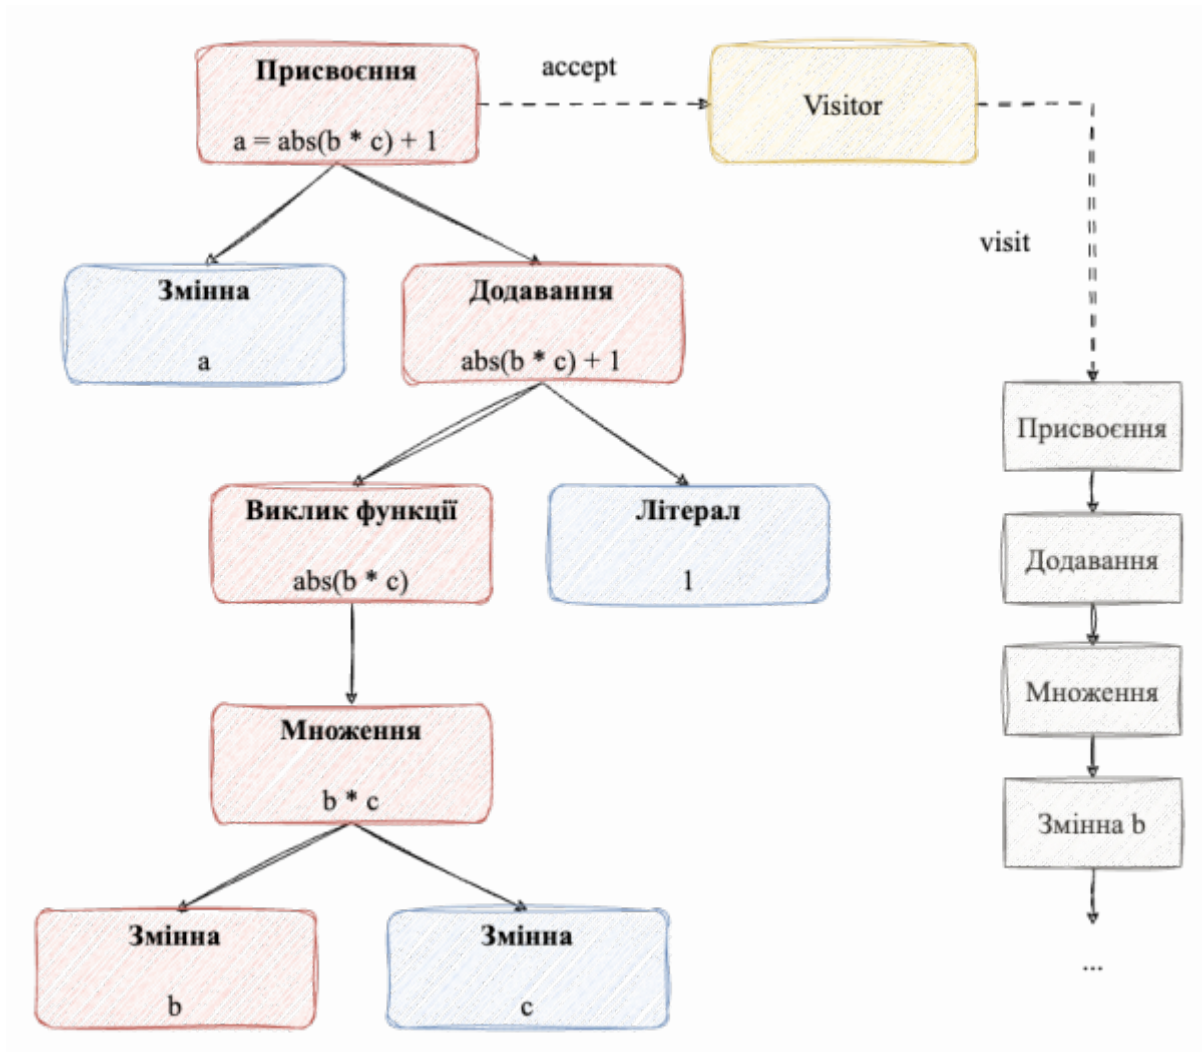 Присвоєння
a = abs(b * c) + 1
accept
Visitor
visit
Змінна
a
Додавання
abs(b * c) + 1
Виклик функції
abs(b * c)
Літерал
1
Множення
b * c
Змінна
b
Змінна
c
Присвоєння
Додавання
Множення
Змінна b
...